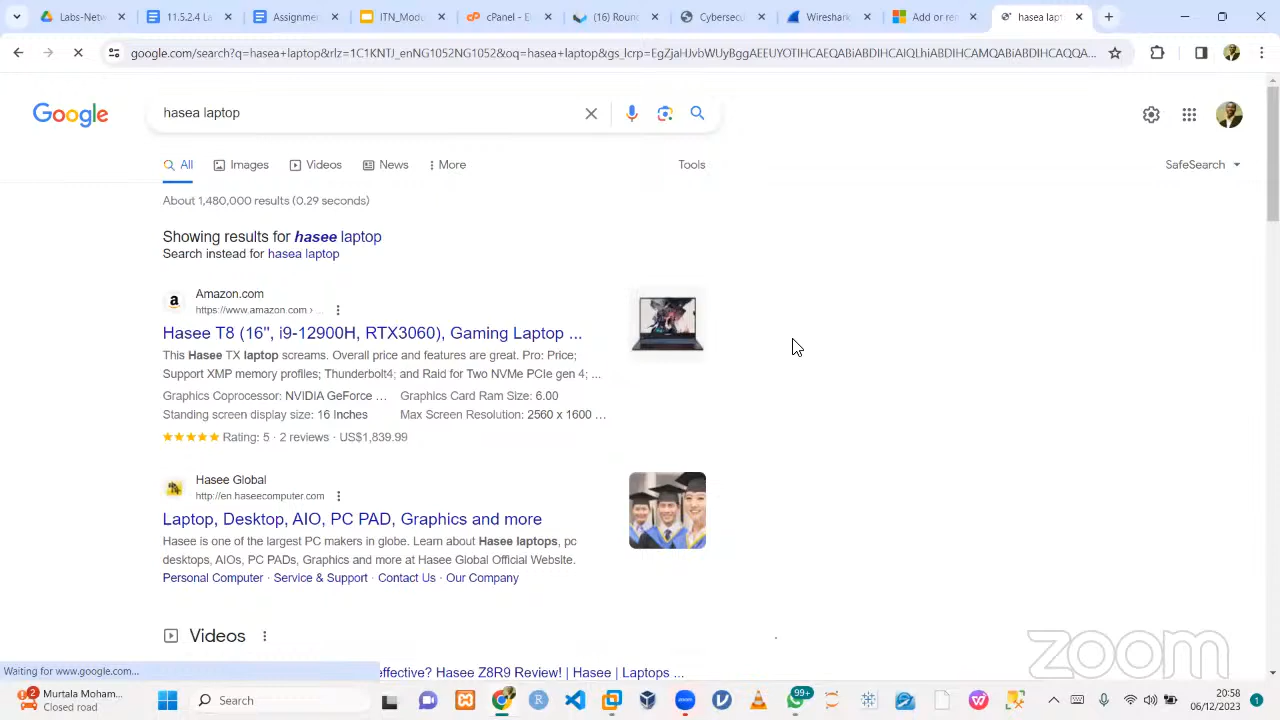 11.5.2.4
Assignment
ITN_Mod
cPanel - E
(16) Roun
Cybersec
Wireshark
Add or re
hasea lap
google.com/search?q=hasea+laptop&rlz=1C1KNTJ_enNG1052NG1052&oq=hasea+laptop&gs_lcrp=EgZjaHJvbWUyBggAEEUYOTIHCAEQABiABDIHCAIQLhiABDIHCAMQABiABDIHCAEQAQQA...
Google
hasea laptop
All
Images
Videos
News
More
Tools
SafeSearch
About 1,480,000 results (0.29 seconds)
Showing results for hasee laptop
Search instead for hasea laptop
a
Amazon.com
https://www.amazon.com › ...
Hasee T8 (16", i9-12900H, RTX3060), Gaming Laptop ...
This Hasee TX laptop screams. Overall price and features are great. Pro: Price;
Support XMP memory profiles; Thunderbolt4; and Raid for Two NVMe PCIe gen 4; ...
Graphics Coprocessor: NVIDIA GeForce ... Graphics Card Ram Size: 6.00
Standing screen display size: 16 Inches Max Screen Resolution: 2560 x 1600 ...
Rating: 5 · 2 reviews · US$1,839.99
Hasee Global
http://en.haseecomputer.com
Laptop, Desktop, AIO, PC PAD, Graphics and more
Hasee is one of the largest PC makers in globe. Learn about Hasee laptops, pc
desktops, AIOs, PC PADs, Graphics and more at Hasee Global Official Website.
Personal Computer · Service & Support · Contact Us · Our Company
Videos
zoom
Waiting for www.google.com...
effective? Hasee Z8R9 Review! | Hasee | Laptops ...
2
Murtala Moham...
Closed road
Search
99+
20:58
06/12/2023
1